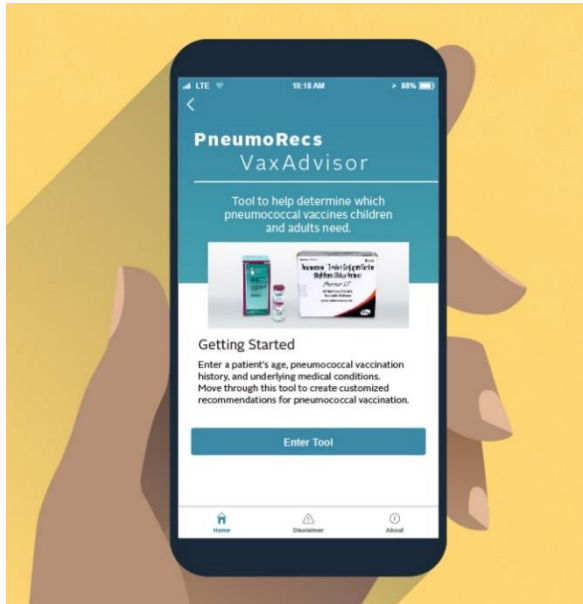 LTE 10:18 AM 88%
PneumoRecs
VaxAdvisor
Tool to help determine which
pneumococcal vaccines children
and adults need.
Getting Started
Enter a patient's age, pneumococcal vaccination
history, and underlying medical conditions.
Move through this tool to create customized
recommendations for pneumococcal vaccination.
Enter Tool
Home Disclaimer About